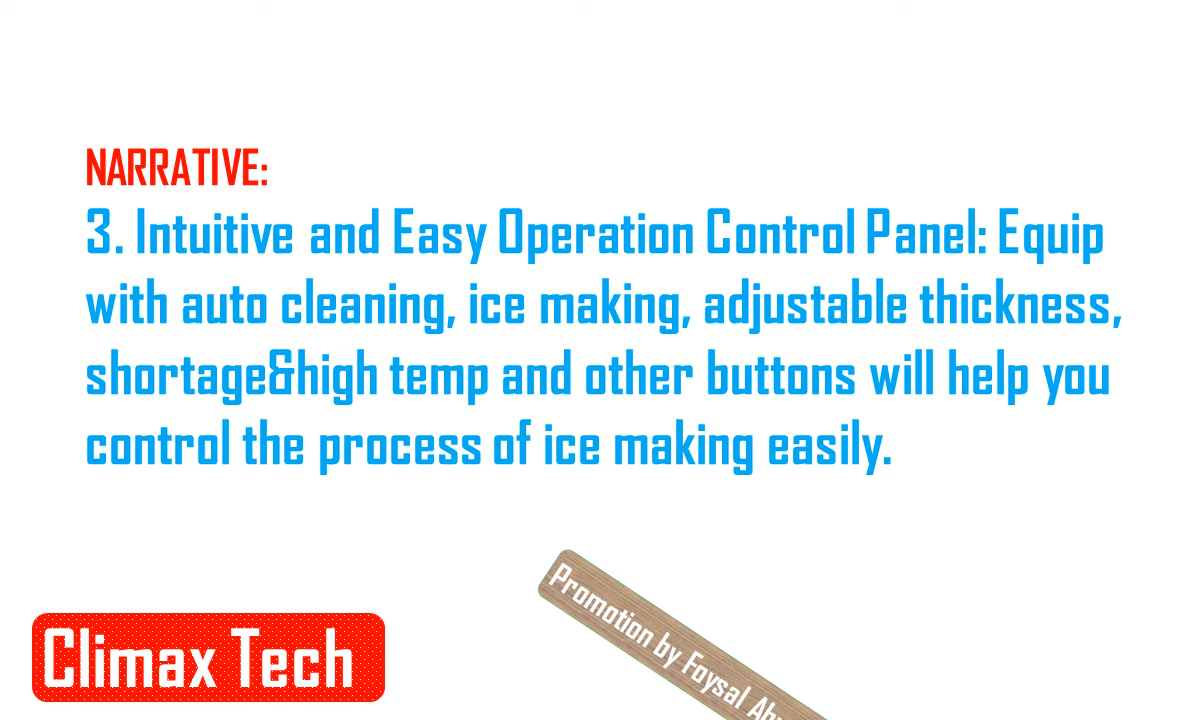 NARRATIVE:
3. Intuitive and Easy Operation Control Panel: Equip
with auto cleaning, ice making, adjustable thickness,
shortage&high temp and other buttons will help you
control the process of ice making easily.
Promotion by Foysal
Climax Tech